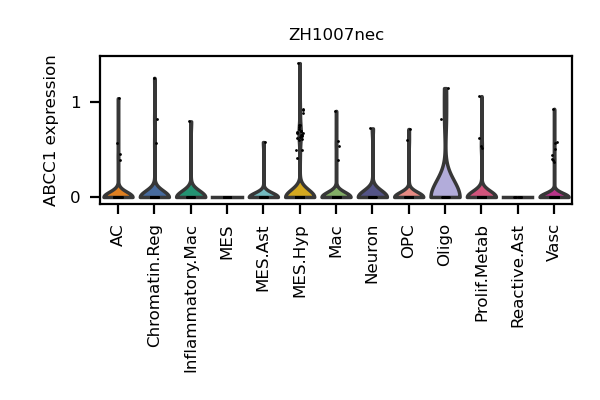 ZH1007nec
ABCC1 expression
1
0
AC
Chromatin.Reg
Inflammatory.Mac
MES
MES.Ast
MES.Hyp
Mac
Neuron
OPC
Oligo
Prolif.Metab
Reactive.Ast
Vasc